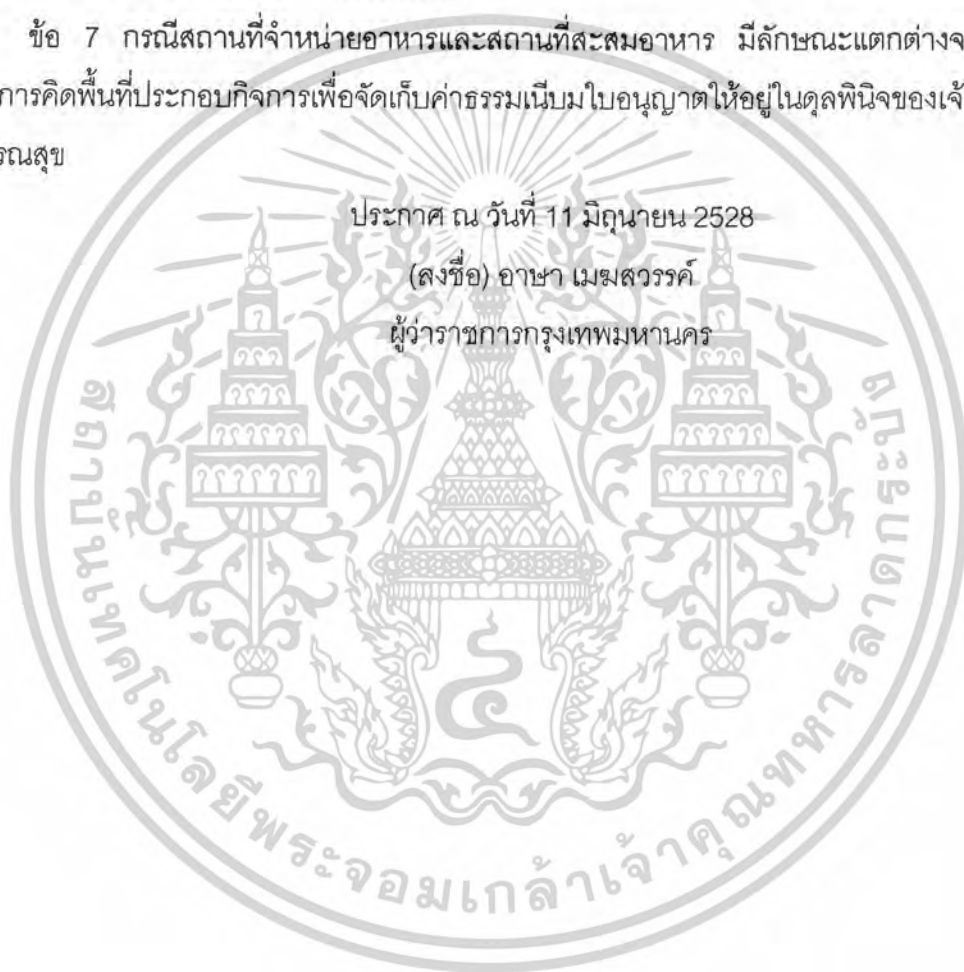 ข้อ 7 กรณีสถานที่จำหน่ายอาหารและสถานที่สะสมอาหาร มีลักษณะแตกต่างจ
การคิดพื้นที่ประกอบกิจการเพื่อจัดเก็บค่าธรรมเนียมใบอนุญาตให้อยู่ในดุลพินิจของเจ้
รณสุข
ประกาศ ณ วันที่ 11 มิถุนายน 2528
(ลงชื่อ) อาษา เมฆสวรรค์
ผู้ว่าราชการกรุงเทพมหานคร
สถาบันเทคโนโลยีพระจอมเกล้าเจ้าคุณทหารลาดกระบัง